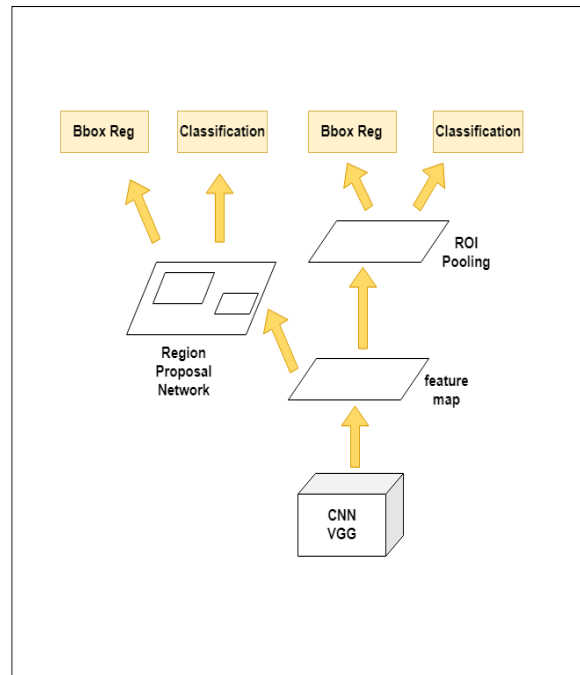 Bbox Reg
Classification
Bbox Reg
Classification
ROI
Pooling
Region
Proposal
Network
feature
map
CNN
VGG